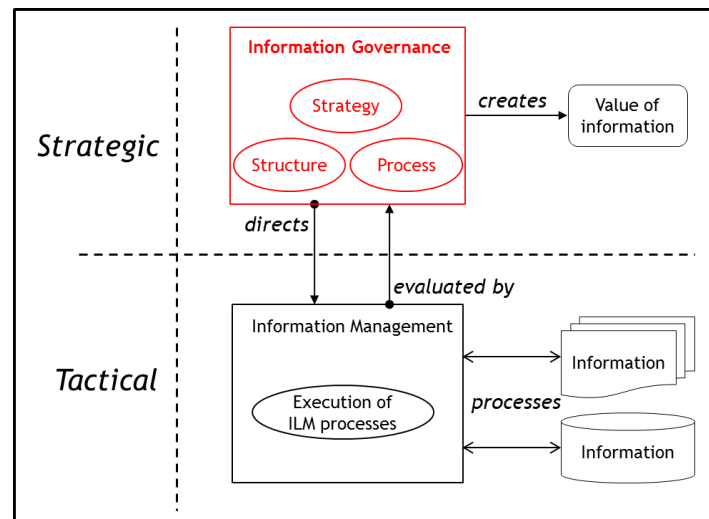 Information Governance
Strategy
creates
Value of
information
Strategic
Structure
Process
directs
evaluated by
Information Management
Information
Tactical
Execution of
ILM processes
processes
Information